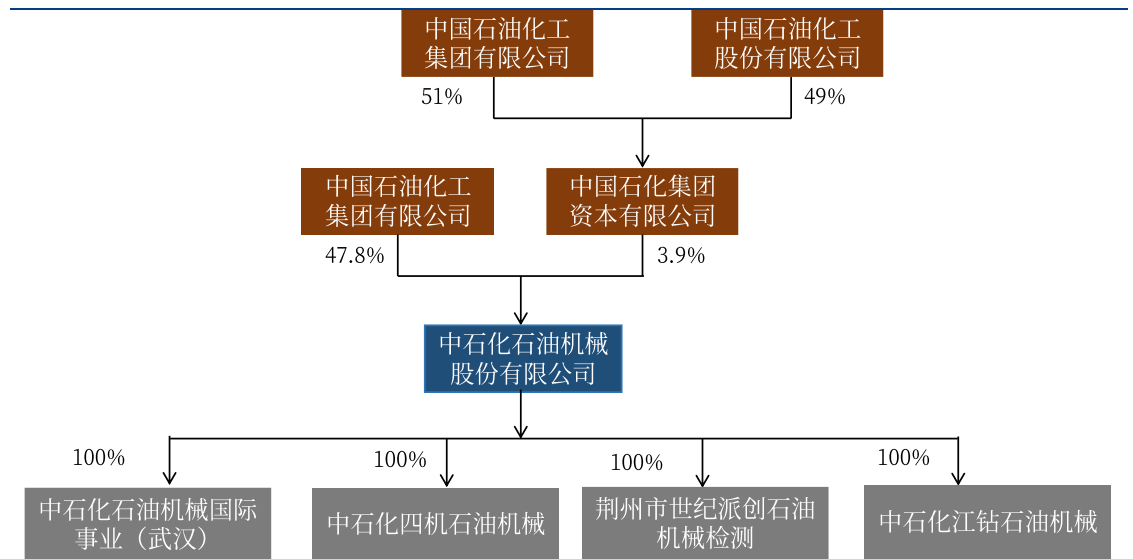 中国石油化工
集团有限公司
中国石油化工
股份有限公司
51%
49%
中国石油化工
集团有限公司
中国石化集团
资本有限公司
47.8%
3.9%
中石化石油机械
股份有限公司
100%
100%
100%
100%
中石化石油机械国际
事业（武汉）
中石化四机石油机械
荆州市世纪派创石油
机械检测
中石化江钻石油机械